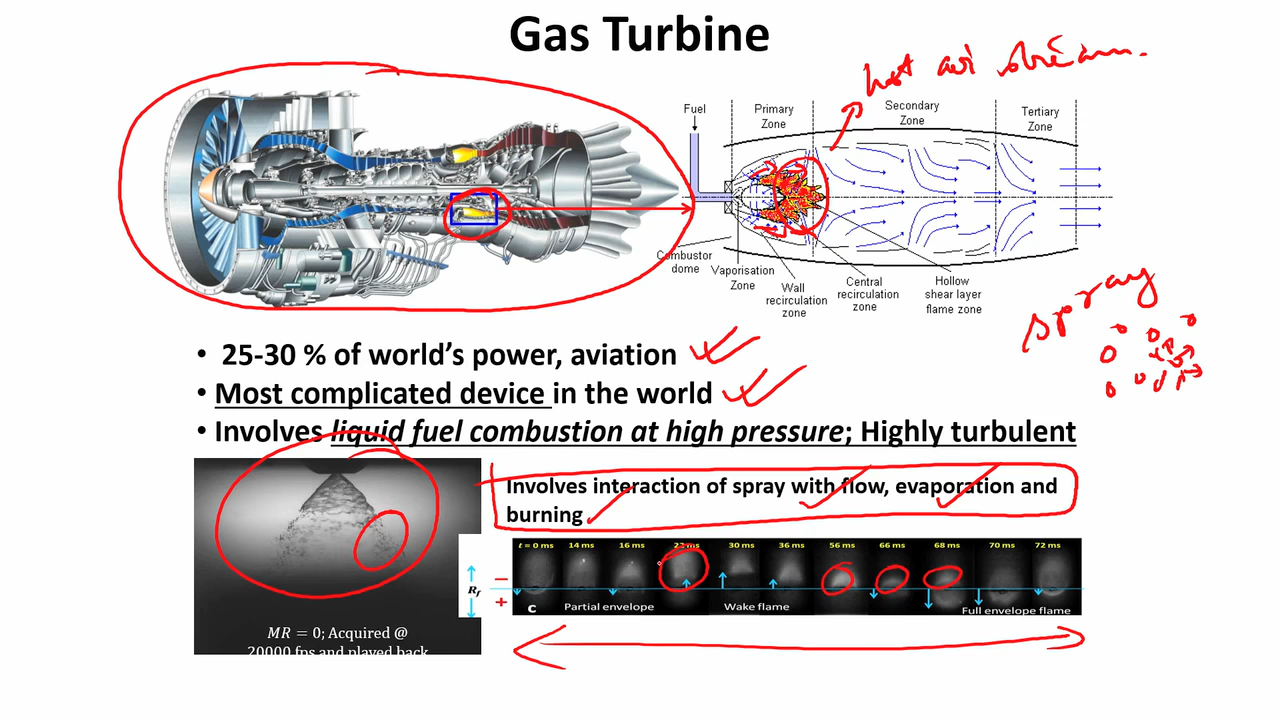 Gas Turbine
hot air stream.
Fuel
Primary
Zone
Secondary
Zone
Tertiary
Zone
Combustor
dome
Vaporisation
Zone
Wall
recirculation
zone
Central
recirculation
zone
Hollow
shear layer
flame zone
spray
• 25-30 % of world's power, aviation
• Most complicated device in the world
• Involves liquid fuel combustion at high pressure; Highly turbulent
Involves interaction of spray with flow, evaporation and
burning
t = 0 ms 14 ms 16 ms 23 ms 30 ms 36 ms 56 ms 66 ms 68 ms 70 ms 72 ms
Rf
−
+
C
Partial envelope Wake flame Full envelope flame
MR = 0; Acquired @
20000 fps and played back